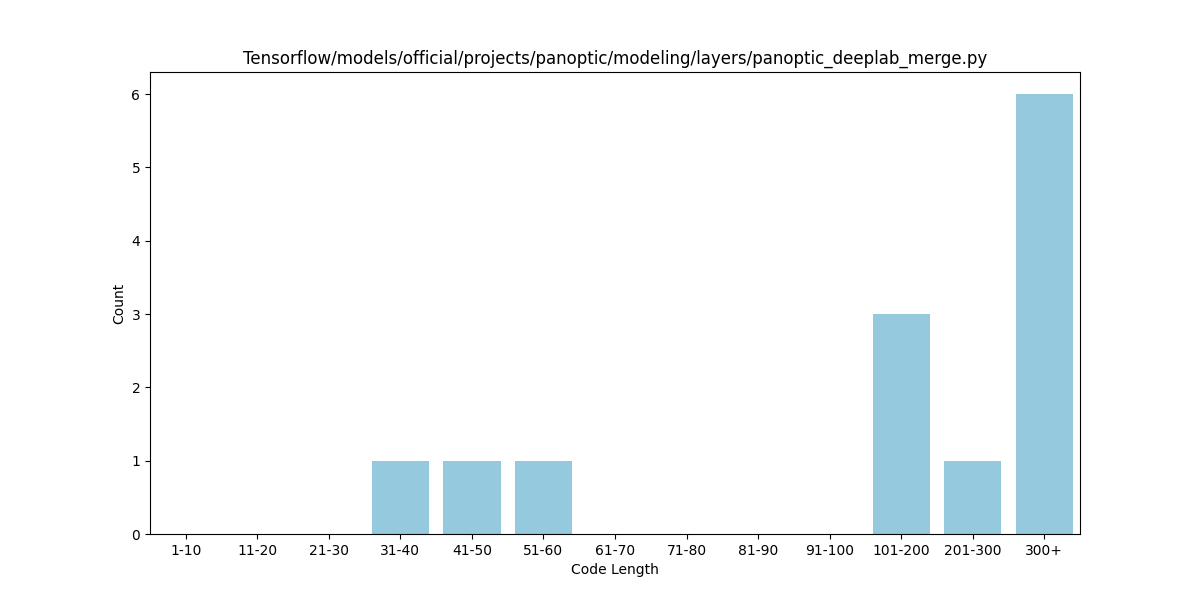 Tensorflow/models/official/projects/panoptic/modeling/layers/panoptic_deeplab_merge.py
6
5
4
3
2
1
0
Count
1-10 11-20 21-30 31-40 41-50 51-60 61-70 71-80 81-90 91-100 101-200 201-300 300+
Code Length